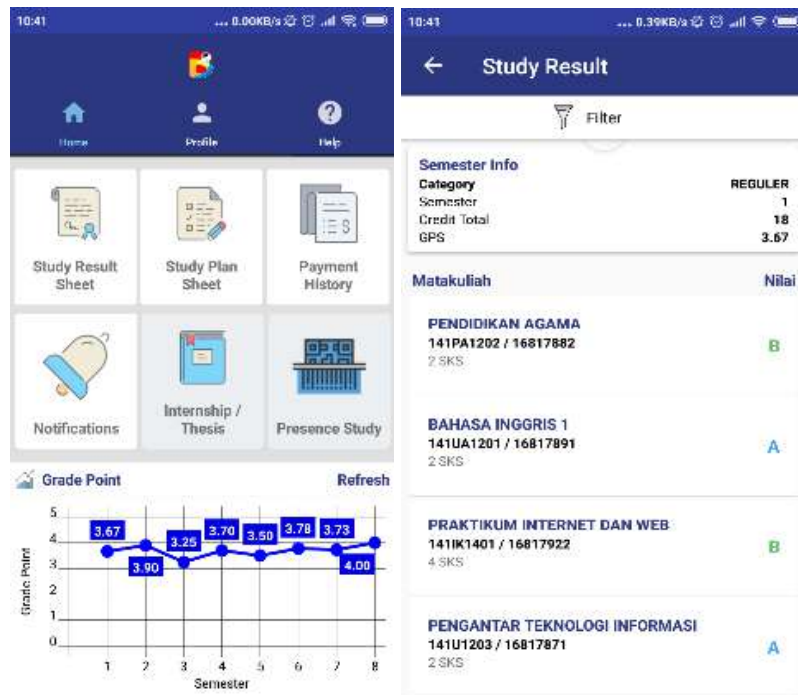 10:41
... 0.00KB/s
Home
Profile
Help
Study Result
Sheet
Study Plan
Sheet
Payment
History
Notifications
Internship /
Thesis
Presence Study
Grade Point
Refresh
5
4
3
2
1
0
Grade Point
3.67
3.90
3.25
3.70
3.50
3.78
3.73
4.00
1 2 3 4 5 6 7 8
Semester
10:41
... 0.39KB/s
Study Result
Filter
Semester Info
Category REGULER
Semester 1
Credit Total 18
GPS 3.67
Matakuliah Nilai
PENDIDIKAN AGAMA
141PA1202 / 16817882
B
2 SKS
BAHASA INGGRIS 1
141UA1201 / 16817891
A
2 SKS
PRAKTIKUM INTERNET DAN WEB
141IK1401 / 16817922
B
4 SKS
PENGANTAR TEKNOLOGI INFORMASI
141U1203 / 16817871
A
2 SKS